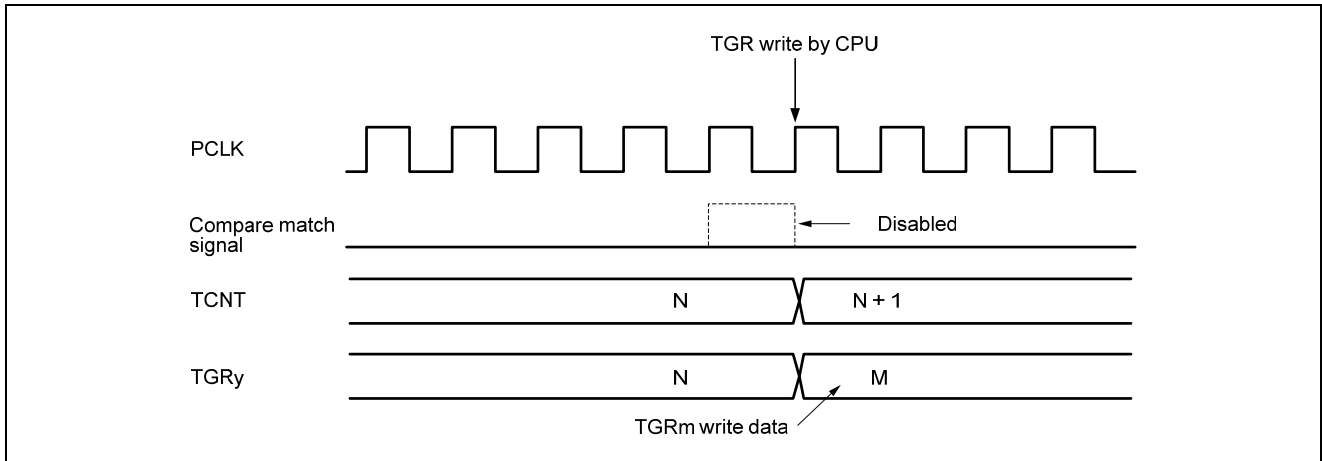 TGR write by CPU
PCLK
Compare match
signal
Disabled
TCNT
N
N + 1
TGRy
N
M
TGRm write data